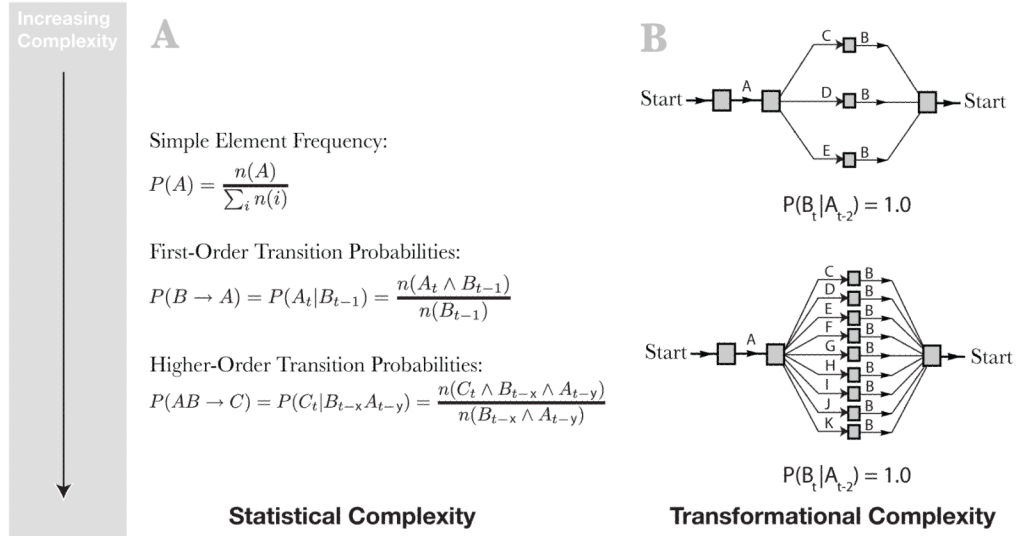 Increasing
Complexity
A
Simple Element Frequency:
P(A) = n(A) / ∑_i n(i)
First-Order Transition Probabilities:
P(B → A) = P(A_t|B_{t−1}) = n(A_t ∧ B_{t−1}) / n(B_{t−1})
Higher-Order Transition Probabilities:
P(AB → C) = P(C_t|B_{t−x}A_{t−y}) = n(C_t ∧ B_{t−x} ∧ A_{t−y}) / n(B_{t−x} ∧ A_{t−y})
Statistical Complexity
B
C B
Start A D B Start
E B
P(B_t|A_{t-2}) = 1.0
C B
D B
E B
F B
Start A G B Start
H B
I B
J B
K B
P(B_t|A_{t-2}) = 1.0
Transformational Complexity